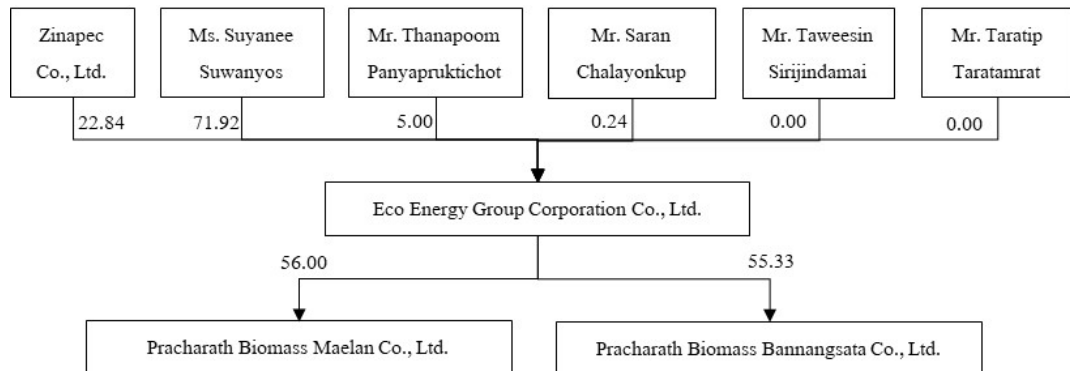 Zinapec
Co., Ltd.
Ms. Suyanee
Suwanyos
Mr. Thanapoom
Panyapruktichot
Mr. Saran
Chalayonkup
Mr. Taweesin
Sirijindamai
Mr. Taratip
Taratamrat
22.84
71.92
5.00
0.24
0.00
0.00
Eco Energy Group Corporation Co., Ltd.
56.00
55.33
Pracharath Biomass Maelan Co., Ltd.
Pracharath Biomass Bannangsata Co., Ltd.